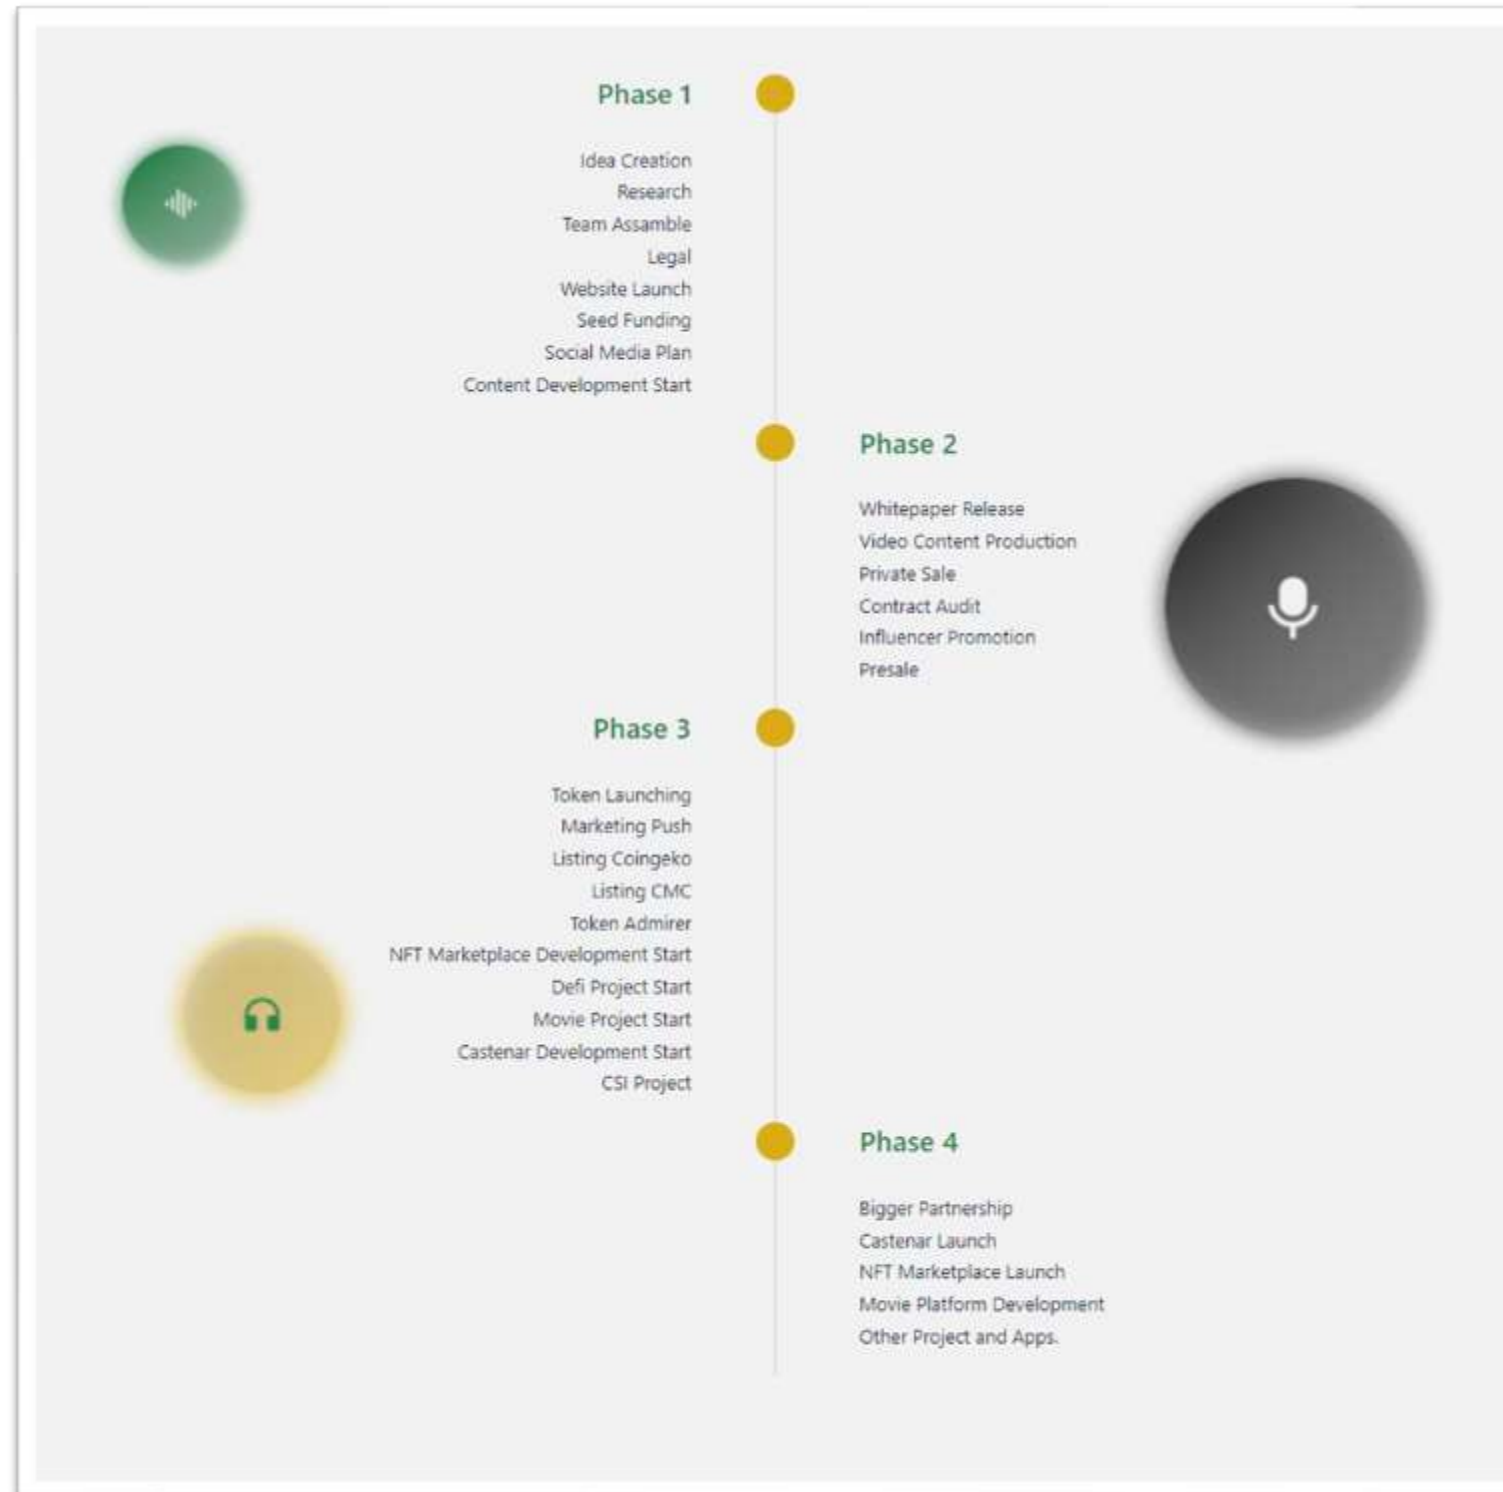 Phase 1
Idea Creation
Research
Team Assamble
Legal
Website Launch
Seed Funding
Social Media Plan
Content Development Start
Phase 2
Whitepaper Release
Video Content Production
Private Sale
Contract Audit
Influencer Promotion
Presale
Phase 3
Token Launching
Marketing Push
Listing Coingeko
Listing CMC
Token Admirer
NFT Marketplace Development Start
Defi Project Start
Movie Project Start
Castenar Development Start
CSI Project
Phase 4
Bigger Partnership
Castenar Launch
NFT Marketplace Launch
Movie Platform Development
Other Project and Apps.